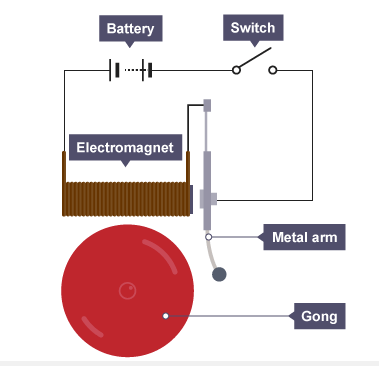 Battery
Switch
Electromagnet
Metal arm
Gong